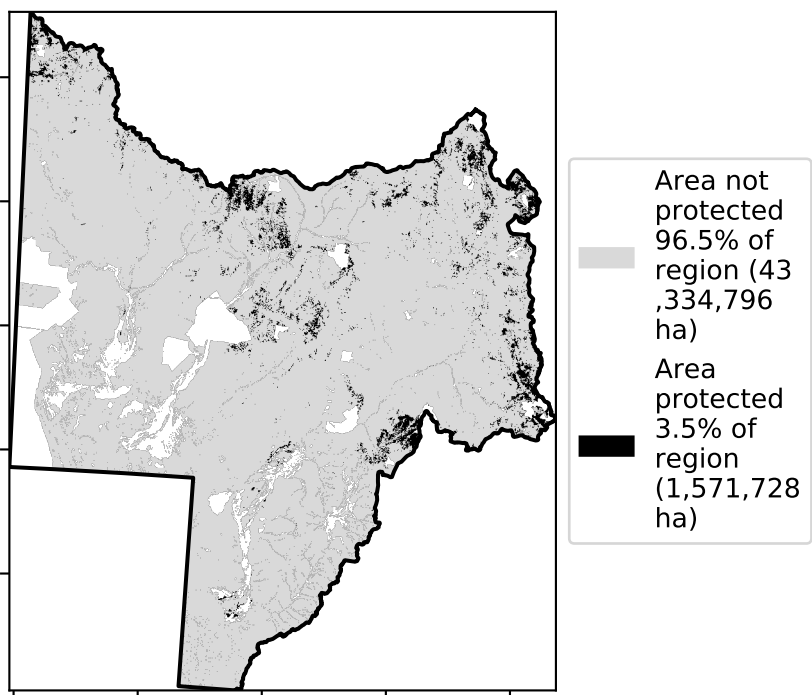 Area not
protected
96.5% of
region (43
,334,796
ha)
Area
protected
3.5% of
region
(1,571,728
ha)